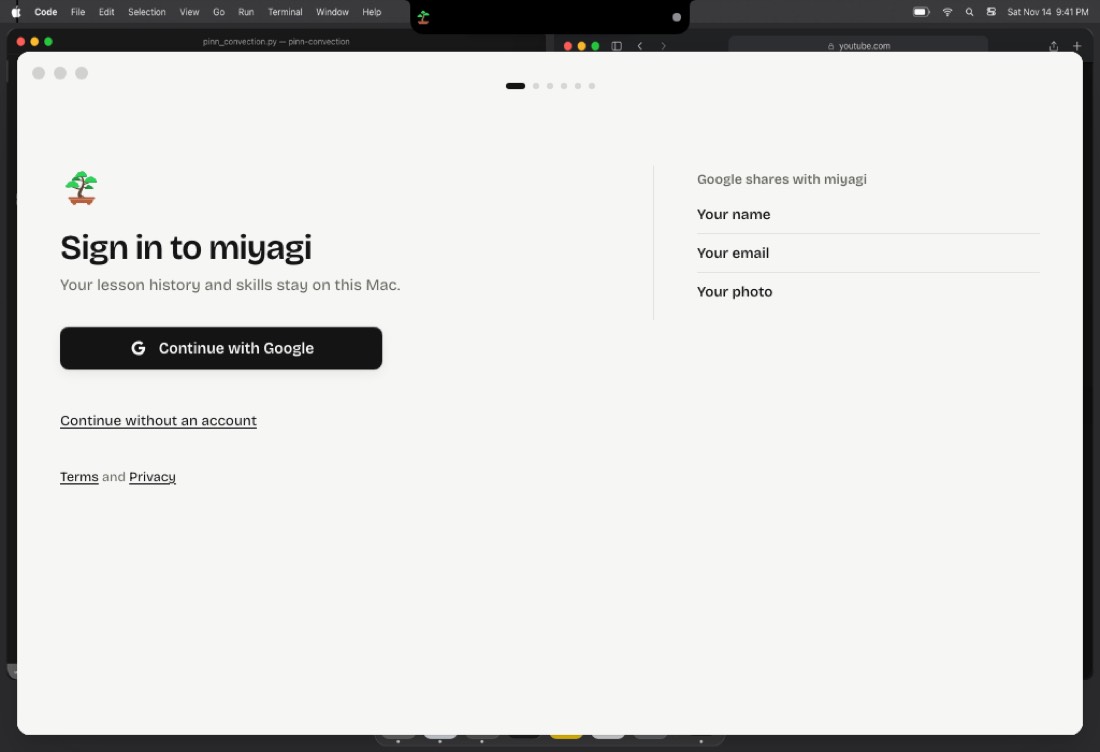 Code File Edit Selection View Go Run Terminal Window Help
Sat Nov 14 9:41 PM
pinn_convection.py — pinn-convection
youtube.com
Sign in to miyagi
Your lesson history and skills stay on this Mac.
G Continue with Google
Continue without an account
Terms and Privacy
Google shares with miyagi
Your name
Your email
Your photo